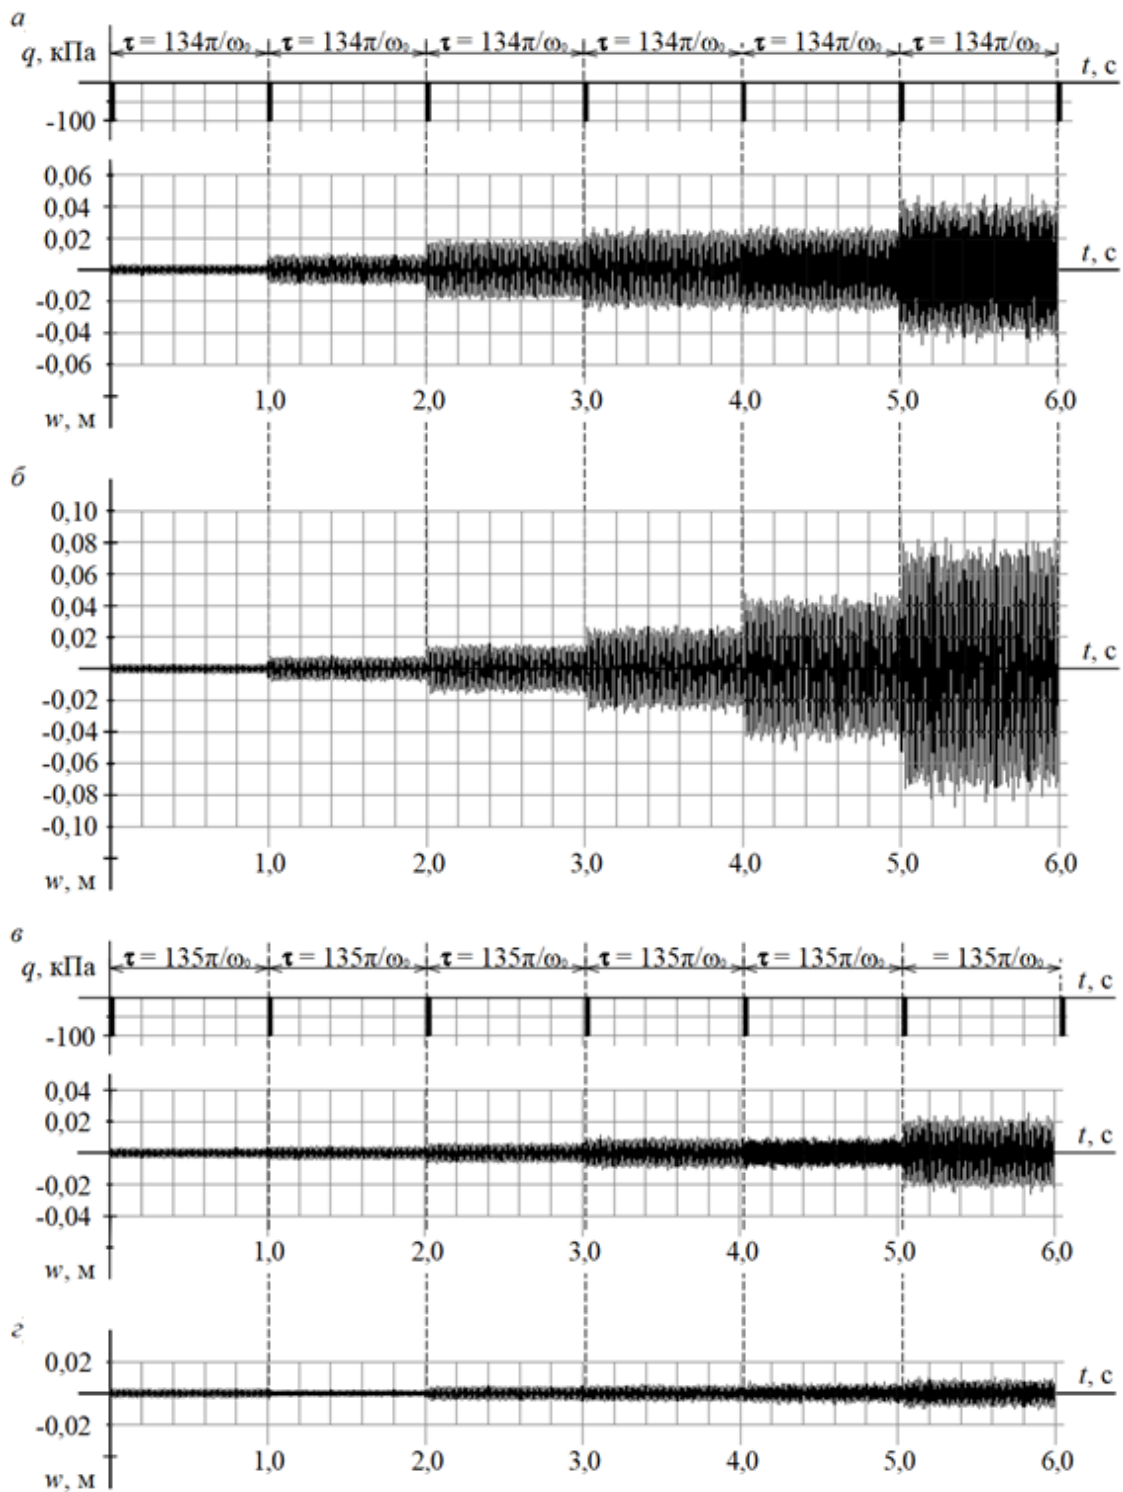 а
τ = 134π/ω₀ τ = 134π/ω₀ τ = 134π/ω₀ τ = 134π/ω₀ τ = 134π/ω₀ τ = 134π/ω₀
q, кПа
t, с
-100
0,06
0,04
0,02
t, с
-0,02
-0,04
-0,06
1,0 2,0 3,0 4,0 5,0 6,0
w, м
б
0,10
0,08
0,06
0,04
0,02
t, с
-0,02
-0,04
-0,06
-0,08
-0,10
1,0 2,0 3,0 4,0 5,0 6,0
w, м
в
τ = 135π/ω₀ τ = 135π/ω₀ τ = 135π/ω₀ τ = 135π/ω₀ τ = 135π/ω₀ = 135π/ω₀
q, кПа
t, с
-100
0,04
0,02
t, с
-0,02
-0,04
1,0 2,0 3,0 4,0 5,0 6,0
w, м
г
0,02
t, с
-0,02
1,0 2,0 3,0 4,0 5,0 6,0
w, м